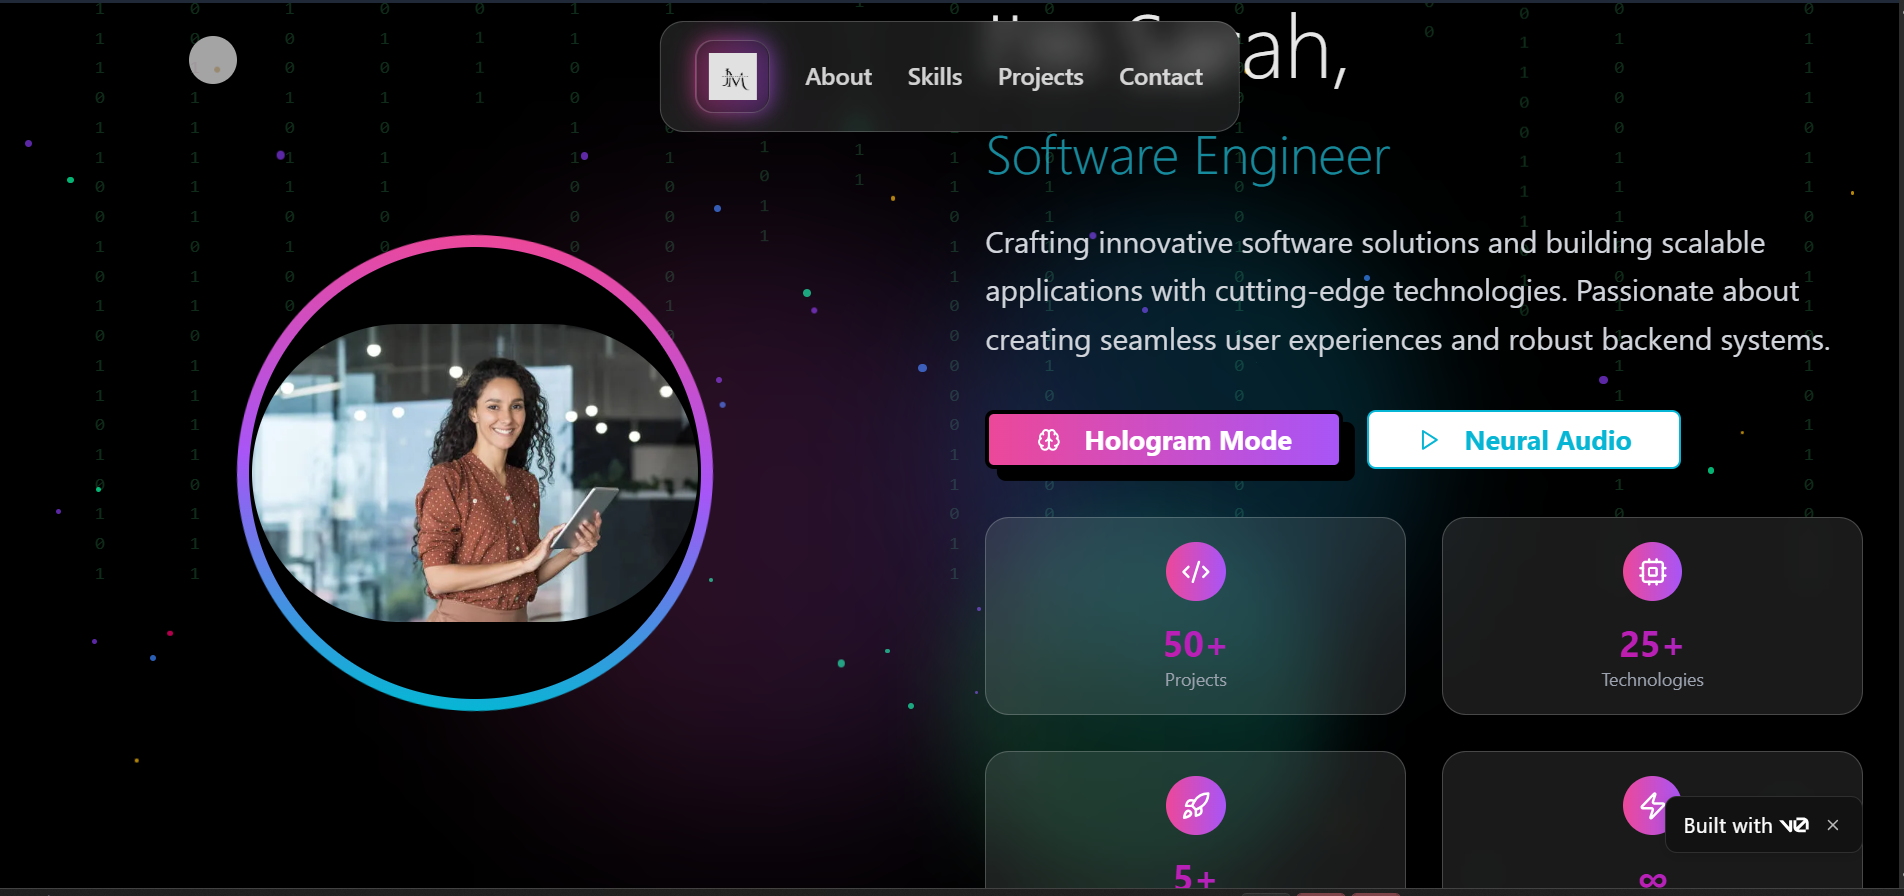 I'm Sarah,
JM
About
Skills
Projects
Contact
Software Engineer
Crafting innovative software solutions and building scalable
applications with cutting-edge technologies. Passionate about
creating seamless user experiences and robust backend systems.
Hologram Mode
Neural Audio
50+
Projects
25+
Technologies
5+
∞
Built with v0